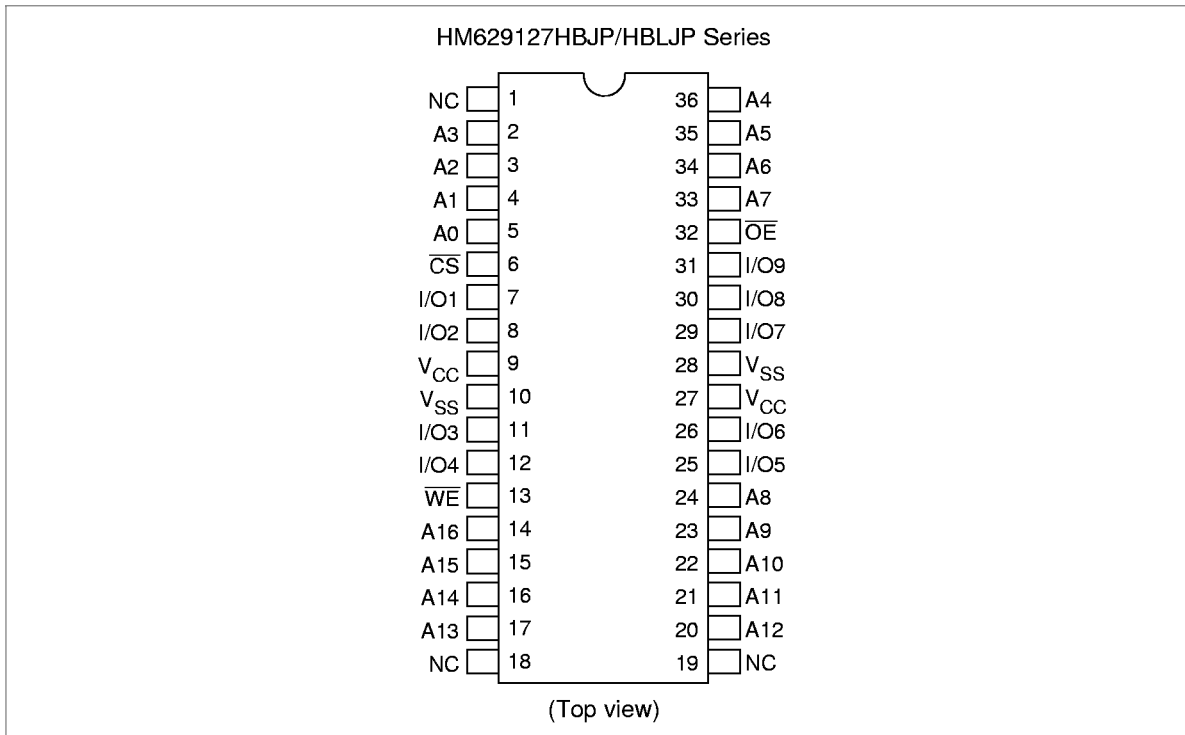 HM629127HBJP/HBLJP Series
NC 1 36 A4
A3 2 35 A5
A2 3 34 A6
A1 4 33 A7
A0 5 32 O̅E̅
C̅S̅ 6 31 I/O9
I/O1 7 30 I/O8
I/O2 8 29 I/O7
VCC 9 28 VSS
VSS 10 27 VCC
I/O3 11 26 I/O6
I/O4 12 25 I/O5
W̅E̅ 13 24 A8
A16 14 23 A9
A15 15 22 A10
A14 16 21 A11
A13 17 20 A12
NC 18 19 NC
(Top view)